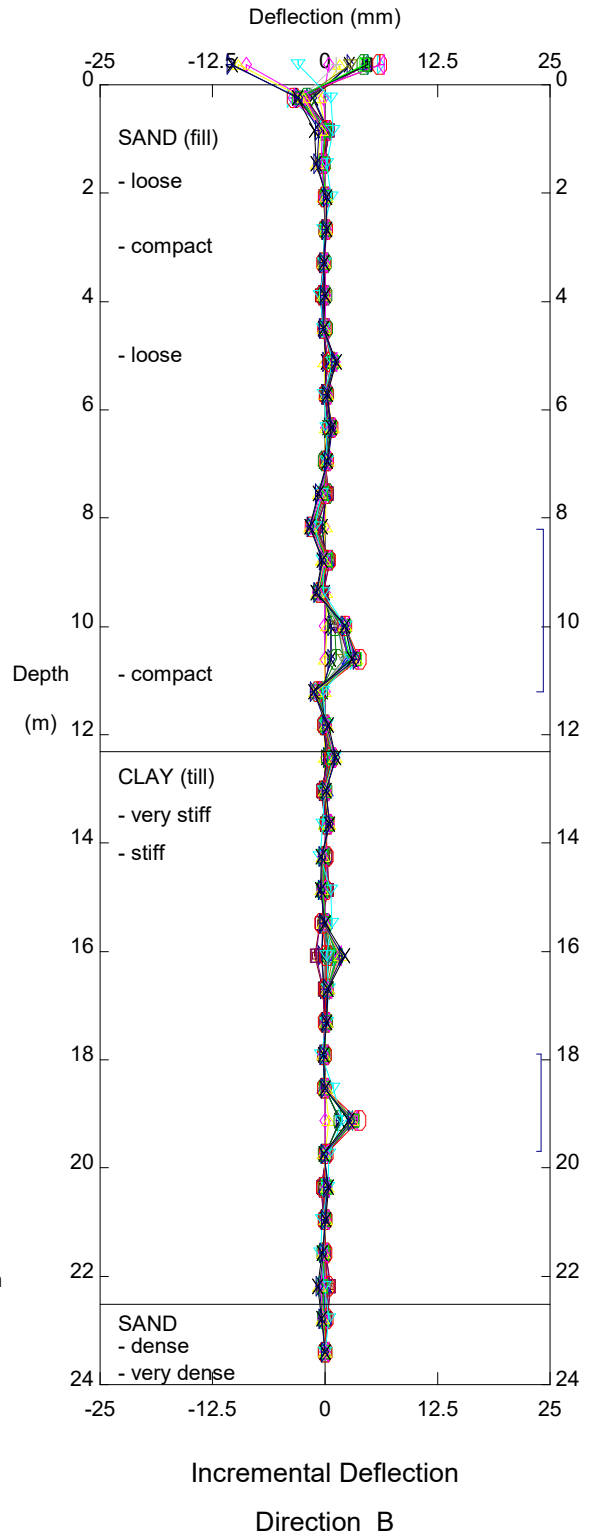 Deflection (mm)
-25 -12.5 0 12.5 25
0 0
SAND (fill)
- loose
2 2
- compact
4 4
- loose
6 6
8 8
10 10
Depth - compact
(m) 12 12
CLAY (till)
- very stiff
14 14
- stiff
16 16
18 18
20 20
22 22
SAND
- dense
- very dense
24 24
-25 -12.5 0 12.5 25
Incremental Deflection
Direction B